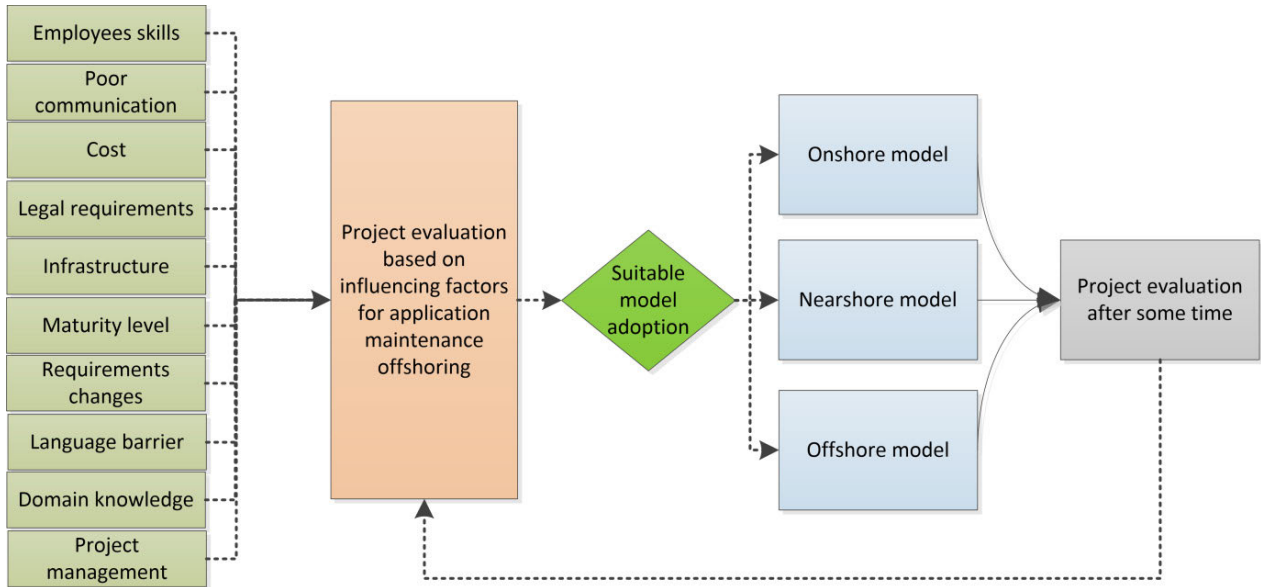 Employees skills
Poor
communication
Cost
Legal requirements
Infrastructure
Maturity level
Requirements
changes
Language barrier
Domain knowledge
Project
management
Project evaluation
based on
influencing factors
for application
maintenance
offshoring
Suitable
model
adoption
Onshore model
Nearshore model
Offshore model
Project evaluation
after some time